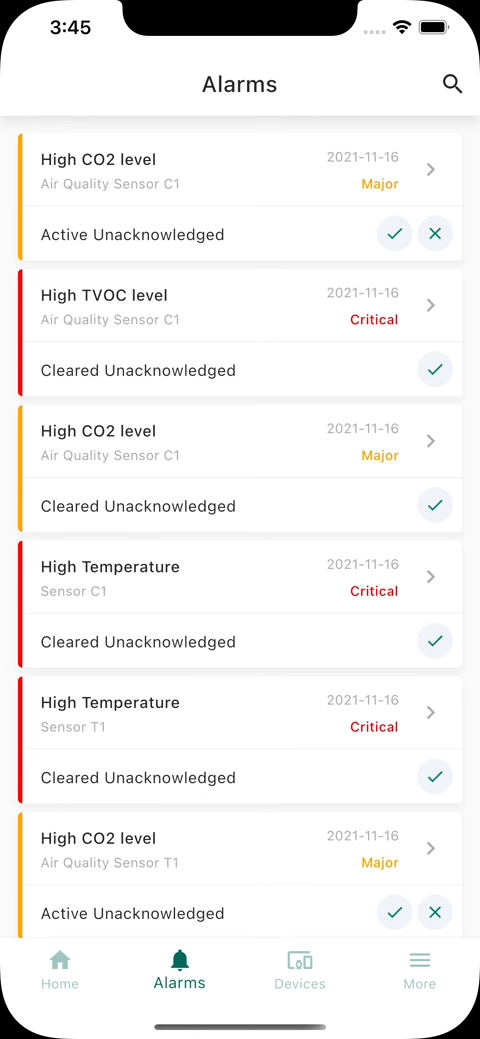 3:45
Alarms
High CO2 level 2021-11-16
Air Quality Sensor C1 Major
Active Unacknowledged
High TVOC level 2021-11-16
Air Quality Sensor C1 Critical
Cleared Unacknowledged
High CO2 level 2021-11-16
Air Quality Sensor C1 Major
Cleared Unacknowledged
High Temperature 2021-11-16
Sensor C1 Critical
Cleared Unacknowledged
High Temperature 2021-11-16
Sensor T1 Critical
Cleared Unacknowledged
High CO2 level 2021-11-16
Air Quality Sensor T1 Major
Active Unacknowledged
Home Alarms Devices More